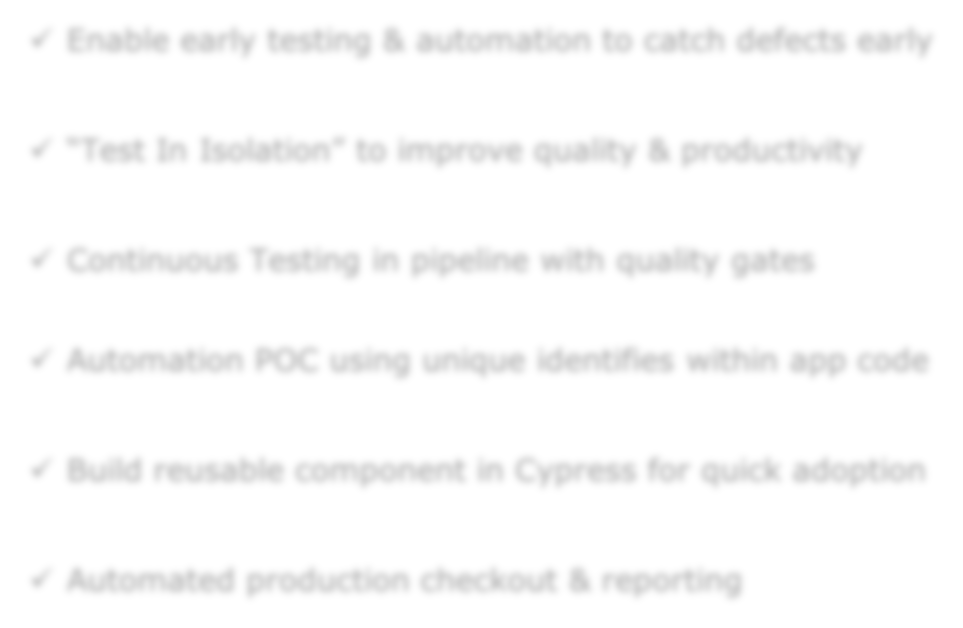 ✓ Enable early testing & automation to catch defects early
✓ "Test In Isolation" to improve quality & productivity
✓ Continuous Testing in pipeline with quality gates
✓ Automation POC using unique identifies within app code
✓ Build reusable component in Cypress for quick adoption
✓ Automated production checkout & reporting